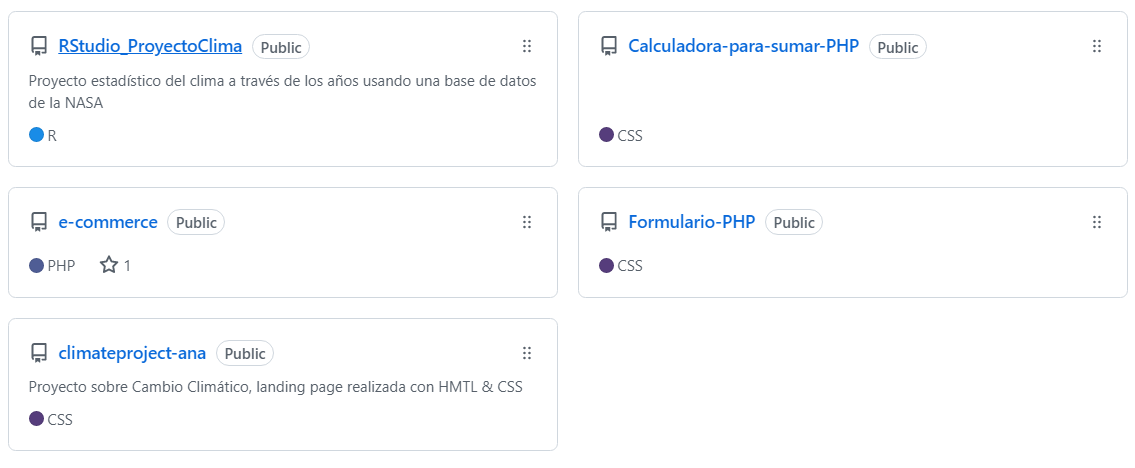 RStudio_ProyectoClima Public
Proyecto estadístico del clima a través de los años usando una base de datos
de la NASA
R
Calculadora-para-sumar-PHP Public
CSS
e-commerce Public
PHP 1
Formulario-PHP Public
CSS
climateproject-ana Public
Proyecto sobre Cambio Climático, landing page realizada con HMTL & CSS
CSS